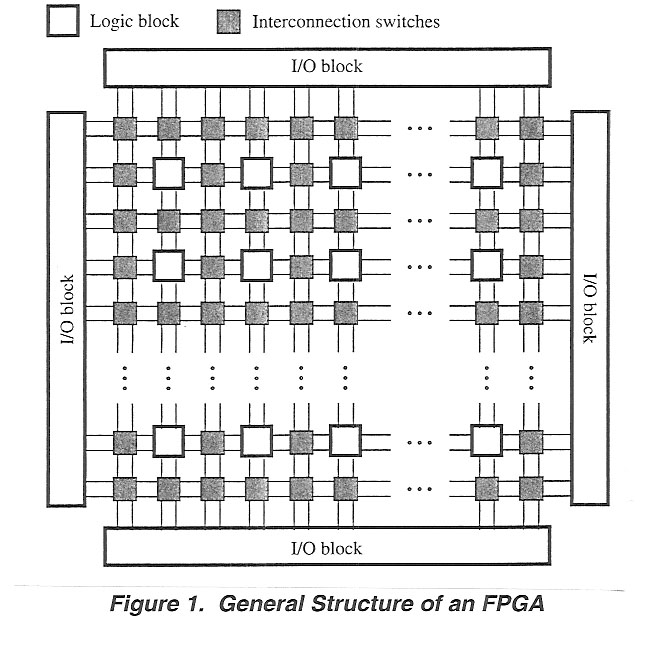 Logic block
Interconnection switches
I/O block
I/O block
I/O block
I/O block
Figure 1. General Structure of an FPGA